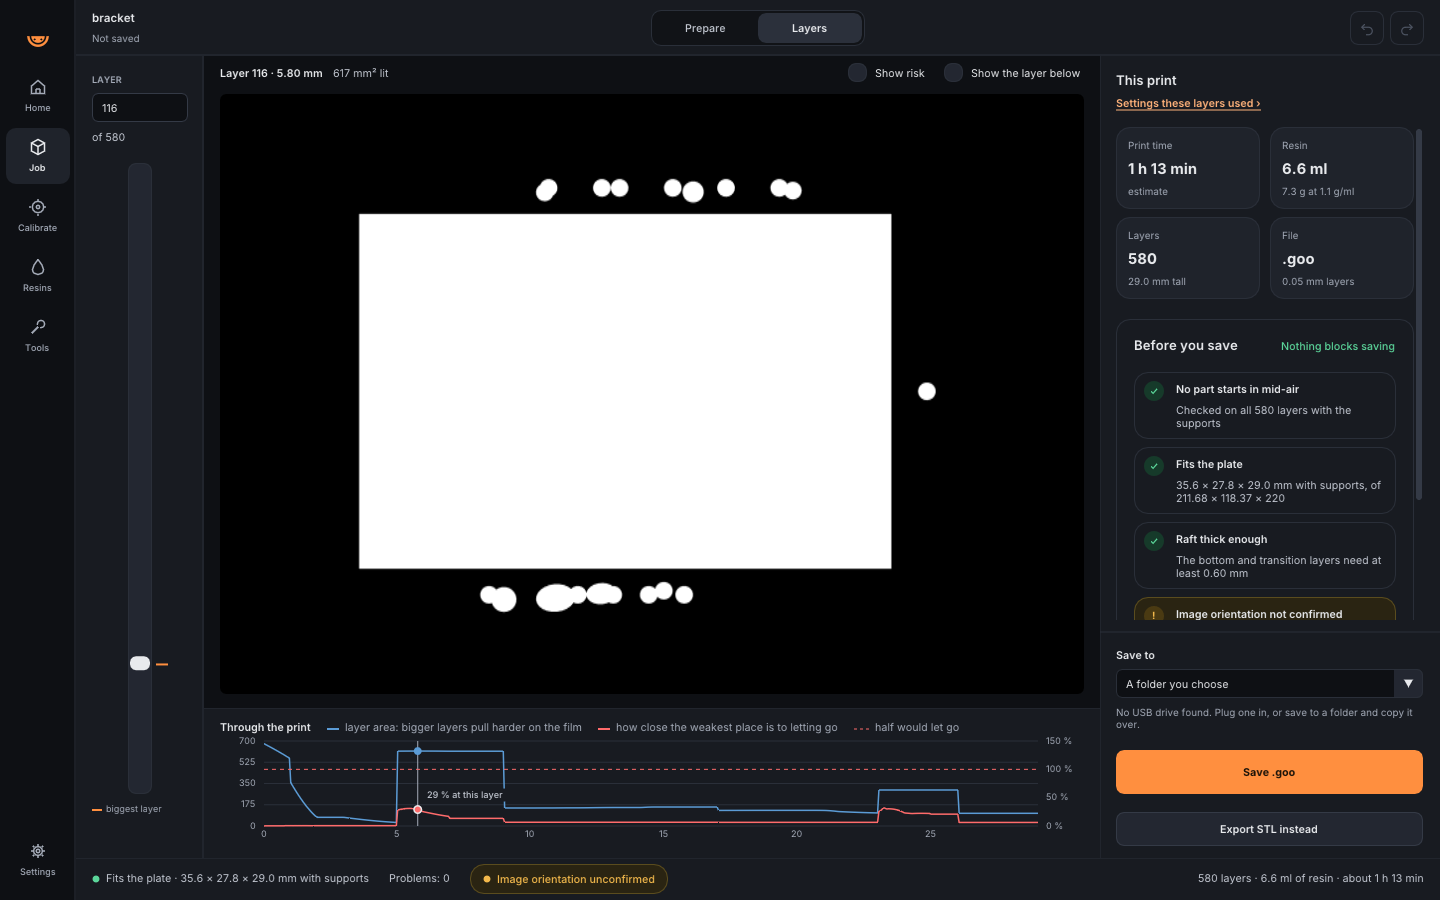 bracket
Not saved
Prepare
Layers
Home
Job
Calibrate
Resins
Tools
Settings
LAYER
116
of 580
biggest layer
Layer 116 · 5.80 mm 617 mm² lit
Show risk
Show the layer below
Through the print
layer area: bigger layers pull harder on the film
how close the weakest place is to letting go
half would let go
700
525
350
175
0
150 %
100 %
50 %
0 %
29 % at this layer
0 5 10 15 20 25
This print
Settings these layers used ›
Print time
1 h 13 min
estimate
Resin
6.6 ml
7.3 g at 1.1 g/ml
Layers
580
29.0 mm tall
File
.goo
0.05 mm layers
Before you save
Nothing blocks saving
No part starts in mid-air
Checked on all 580 layers with the
supports
Fits the plate
35.6 × 27.8 × 29.0 mm with supports, of
211.68 × 118.37 × 220
Raft thick enough
The bottom and transition layers need at
least 0.60 mm
Image orientation not confirmed
Save to
A folder you choose
No USB drive found. Plug one in, or save to a folder and copy it
over.
Save .goo
Export STL instead
Fits the plate · 35.6 × 27.8 × 29.0 mm with supports
Problems: 0
Image orientation unconfirmed
580 layers · 6.6 ml of resin · about 1 h 13 min